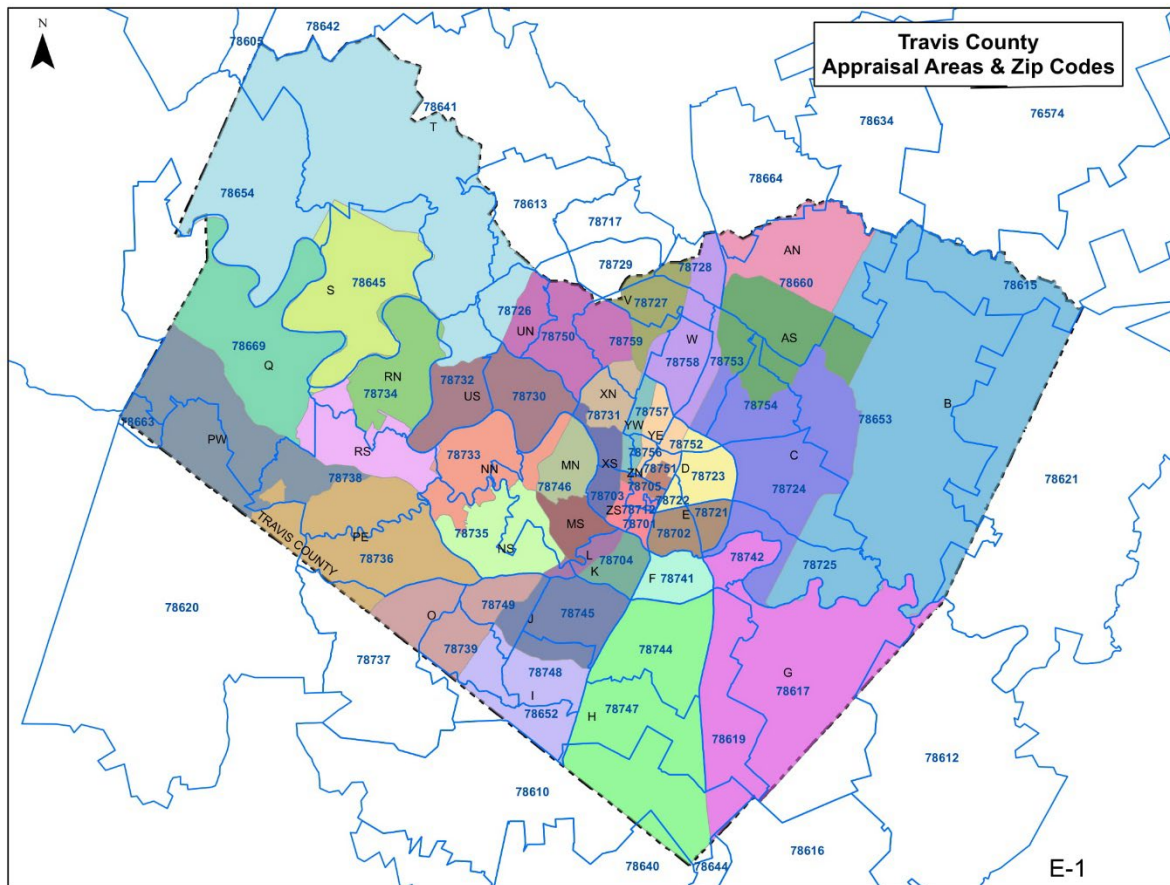 N
Travis County
Appraisal Areas & Zip Codes
78642
78605
78641
T
78634
76574
78664
78654
78613
78717
78729
78728
AN
78660
78615
S
78645
78726
V
78727
UN
78750
78759
W
AS
78669
Q
78758
78753
RN
78734
78732
US
78730
XN
78731
78757
78754
78653
B
78663
PW
YW
YE
78752
RS
78733
NN
MN
XS
78756
ZN
78751
D
78723
C
78738
78746
78703
78705
78724
78621
78722
78712
ZS
E
78721
MS
78701
78735
TRAVIS COUNTY
PE
78736
NS
78702
L
78704
K
78742
78725
F
78741
78620
O
78749
J
78745
78737
78739
78748
I
78744
G
78617
78652
H
78747
78619
78612
78610
78616
78640
78644
E-1